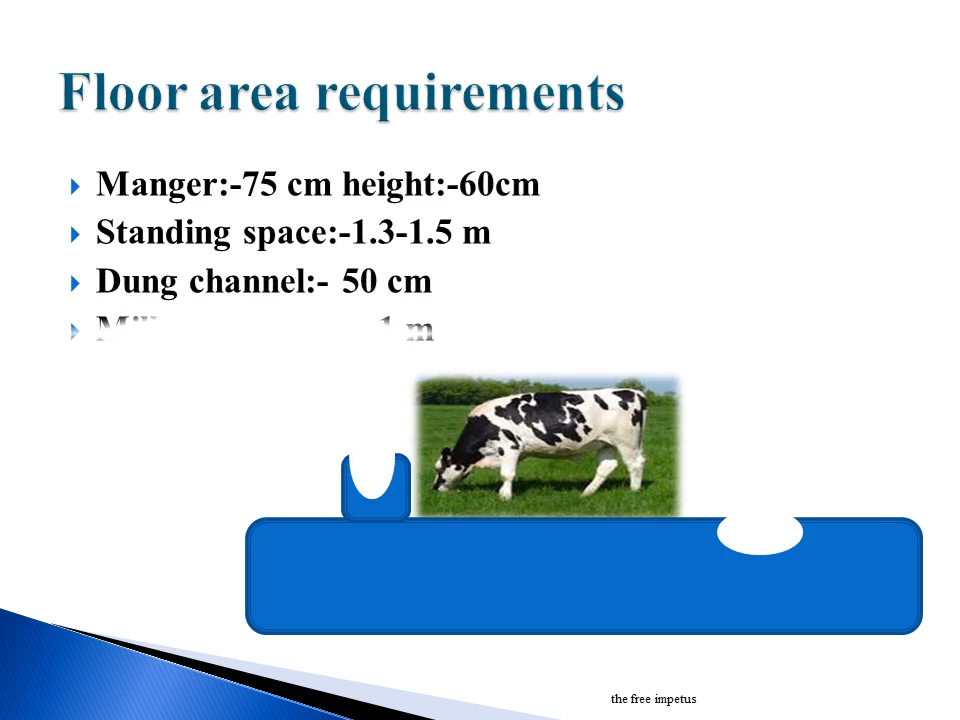 Floor area requirements
Manger:-75 cm height:-60cm
Standing space:-1.3-1.5 m
Dung channel:- 50 cm
1 m
the free impetus